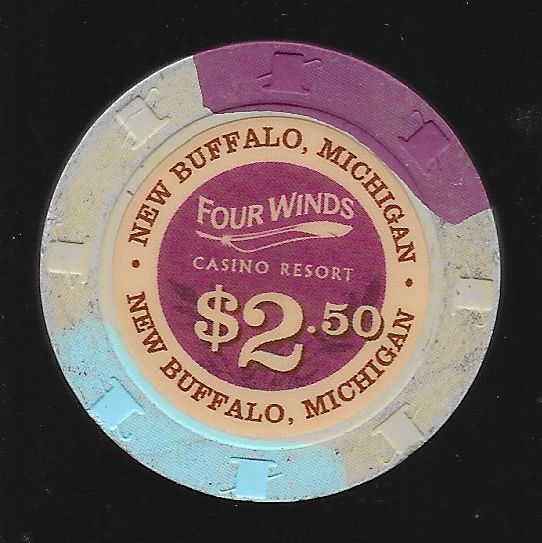 • NEW BUFFALO, MICHIGAN •
FOUR WINDS
CASINO RESORT
$2.50
NEW BUFFALO, MICHIGAN